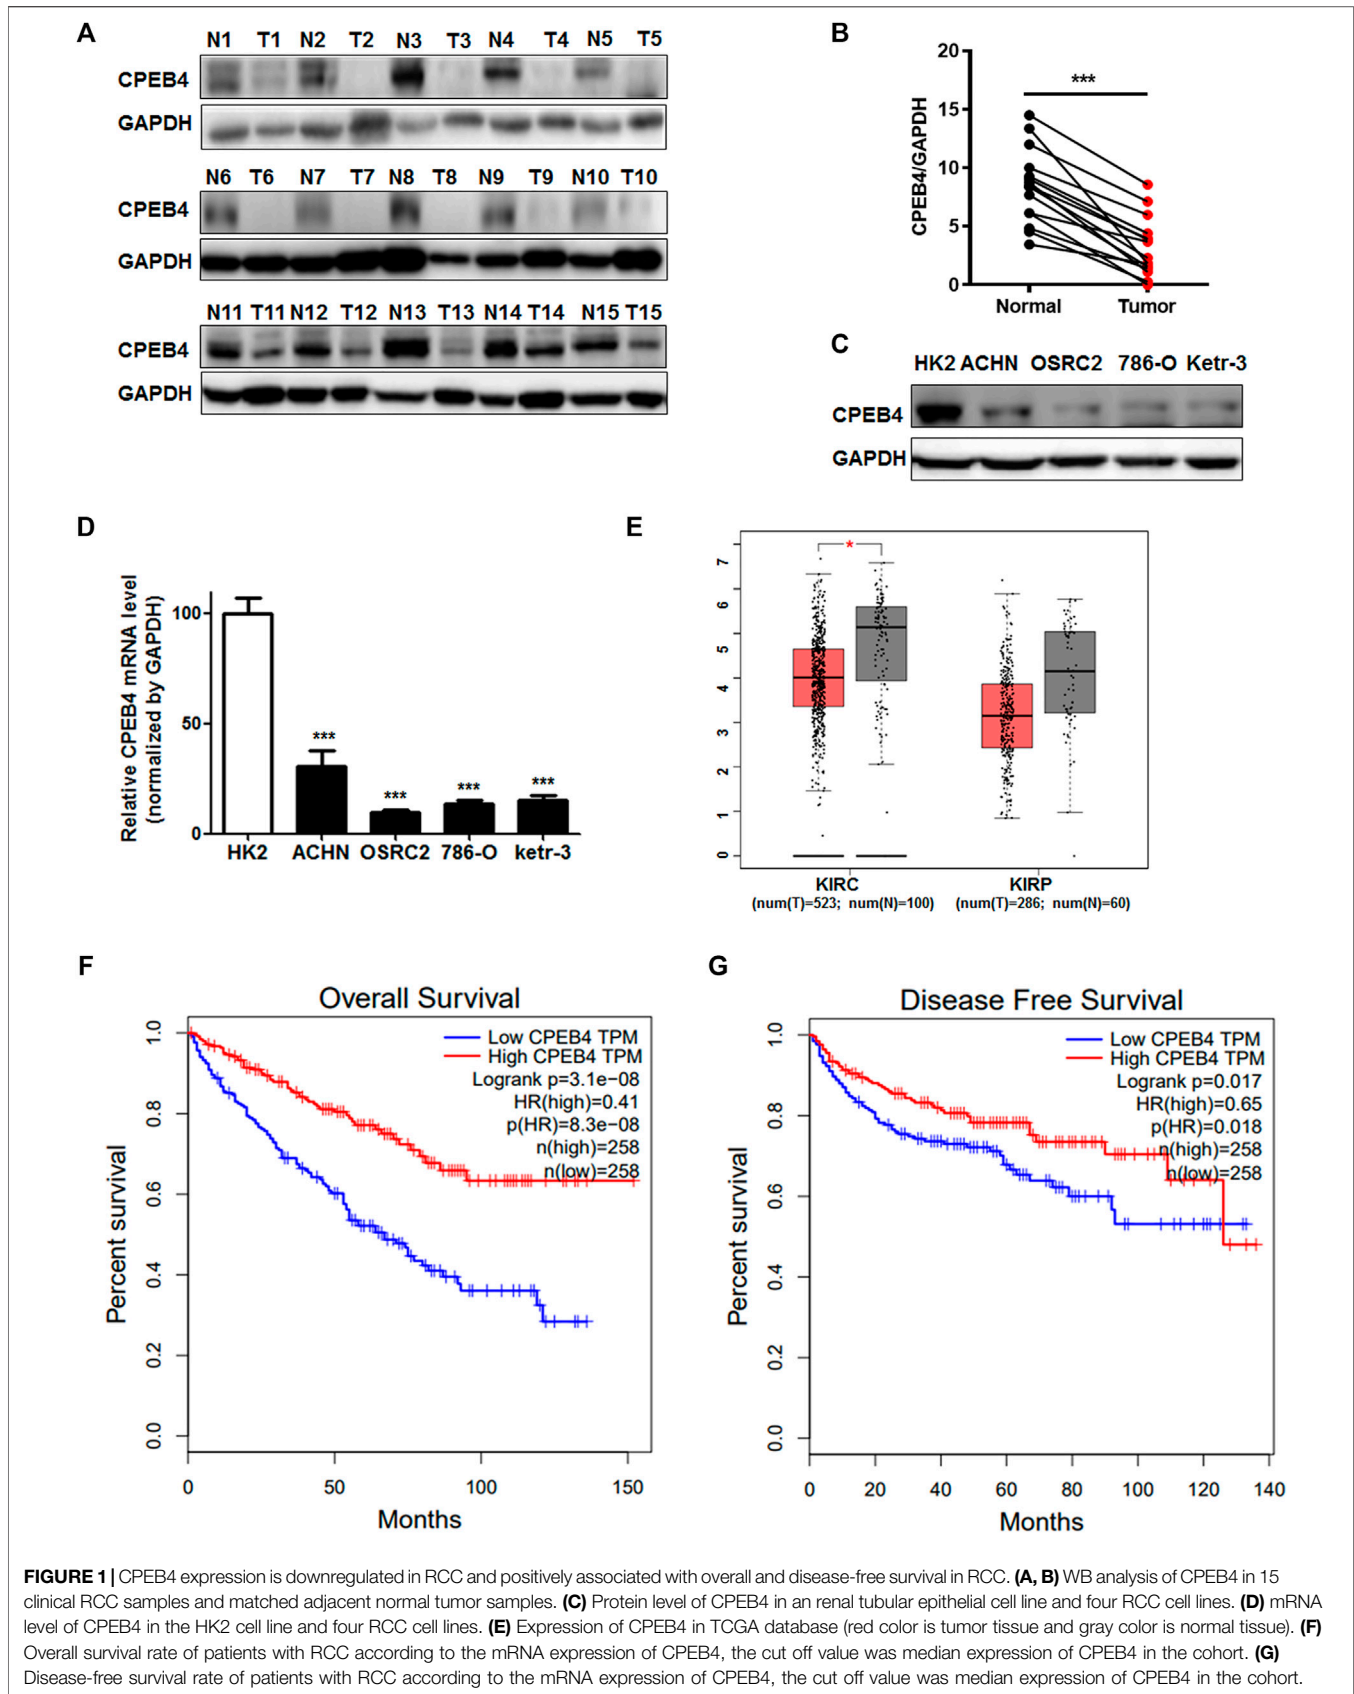 A
N1 T1 N2 T2 N3 T3 N4 T4 N5 T5
CPEB4
GAPDH
N6 T6 N7 T7 N8 T8 N9 T9 N10 T10
CPEB4
GAPDH
N11 T11 N12 T12 N13 T13 N14 T14 N15 T15
CPEB4
GAPDH
B
CPEB4/GAPDH
20
15
10
5
0
***
Normal Tumor
C
HK2 ACHN OSRC2 786-O Ketr-3
CPEB4
GAPDH
D
Relative CPEB4 mRNA level
(normalized by GAPDH)
100
50
0
*** *** *** ***
HK2 ACHN OSRC2 786-O ketr-3
E
7
6
5
4
3
2
1
0
*
KIRC KIRP
(num(T)=523; num(N)=100) (num(T)=286; num(N)=60)
F
Overall Survival
Percent survival
1.0
0.8
0.6
0.4
0.2
0.0
Low CPEB4 TPM
High CPEB4 TPM
Logrank p=3.1e−08
HR(high)=0.41
p(HR)=8.3e−08
n(high)=258
n(low)=258
0 50 100 150
Months
G
Disease Free Survival
Percent survival
1.0
0.8
0.6
0.4
0.2
0.0
Low CPEB4 TPM
High CPEB4 TPM
Logrank p=0.017
HR(high)=0.65
p(HR)=0.018
n(high)=258
n(low)=258
0 20 40 60 80 100 120 140
Months
FIGURE 1 | CPEB4 expression is downregulated in RCC and positively associated with overall and disease-free survival in RCC. (A, B) WB analysis of CPEB4 in 15
clinical RCC samples and matched adjacent normal tumor samples. (C) Protein level of CPEB4 in an renal tubular epithelial cell line and four RCC cell lines. (D) mRNA
level of CPEB4 in the HK2 cell line and four RCC cell lines. (E) Expression of CPEB4 in TCGA database (red color is tumor tissue and gray color is normal tissue). (F)
Overall survival rate of patients with RCC according to the mRNA expression of CPEB4, the cut off value was median expression of CPEB4 in the cohort. (G)
Disease-free survival rate of patients with RCC according to the mRNA expression of CPEB4, the cut off value was median expression of CPEB4 in the cohort.